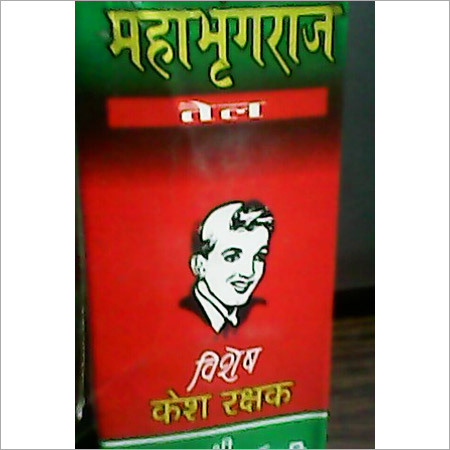 महाभृंगराज
तेल
विशेष
केश रक्षक
श्री